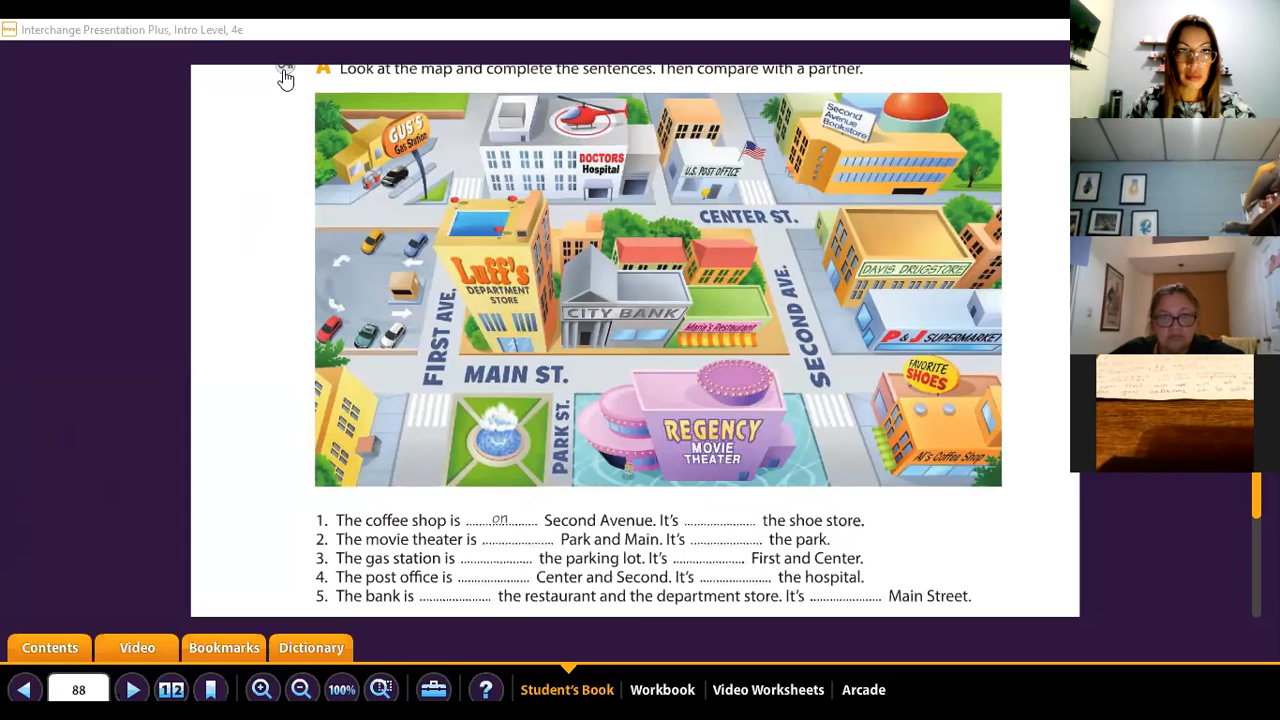 Interchange Presentation Plus, Intro Level, 4e
A Look at the map and complete the sentences. Then compare with a partner.
GUS'S
Gas Station
DOCTORS
Hospital
U.S. POST OFFICE
Second
Avenue
Bookstore
CENTER ST.
Luff's
DEPARTMENT
STORE
CITY BANK
Maria's Restaurant
DAVIS DRUGSTORE
P&J SUPERMARKET
FIRST AVE.
SECOND AVE.
MAIN ST.
PARK ST.
REGENCY
MOVIE
THEATER
FAVORITE
SHOES
Al's Coffee Shop
1. The coffee shop is .........on......... Second Avenue. It's .................... the shoe store.
2. The movie theater is .................... Park and Main. It's .................... the park.
3. The gas station is .................... the parking lot. It's .................... First and Center.
4. The post office is .................... Center and Second. It's .................... the hospital.
5. The bank is .................... the restaurant and the department store. It's .................... Main Street.
Contents Video Bookmarks Dictionary
88 1 2 100% ? Student's Book Workbook Video Worksheets Arcade